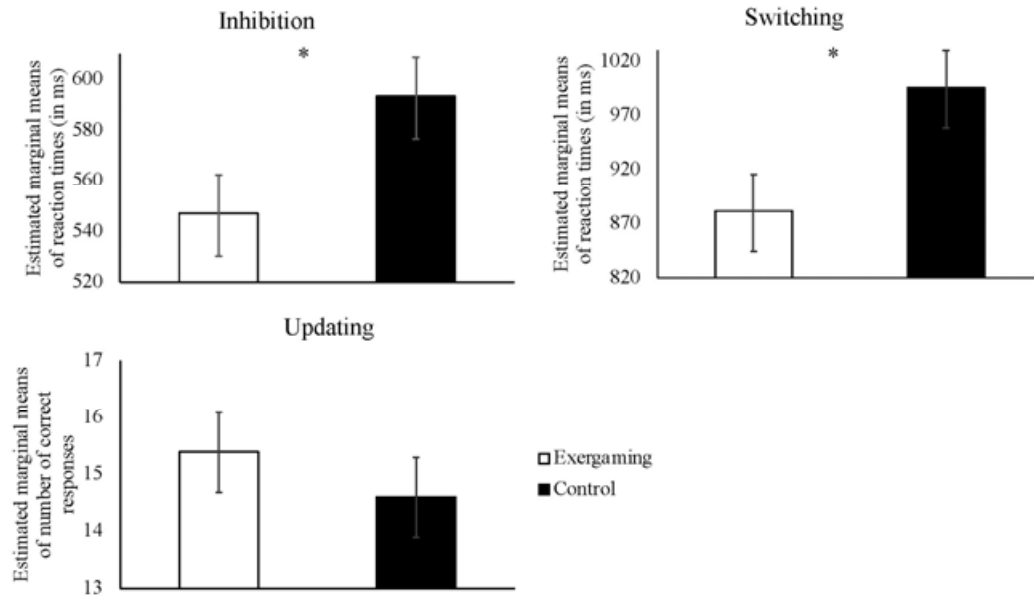 Inhibition
Estimated marginal means
of reaction times (in ms)
*
600
580
560
540
520
Switching
Estimated marginal means
of reaction times (in ms)
*
1020
970
920
870
820
Updating
Estimated marginal means
of number of correct
responses
17
16
15
14
13
Exergaming
Control